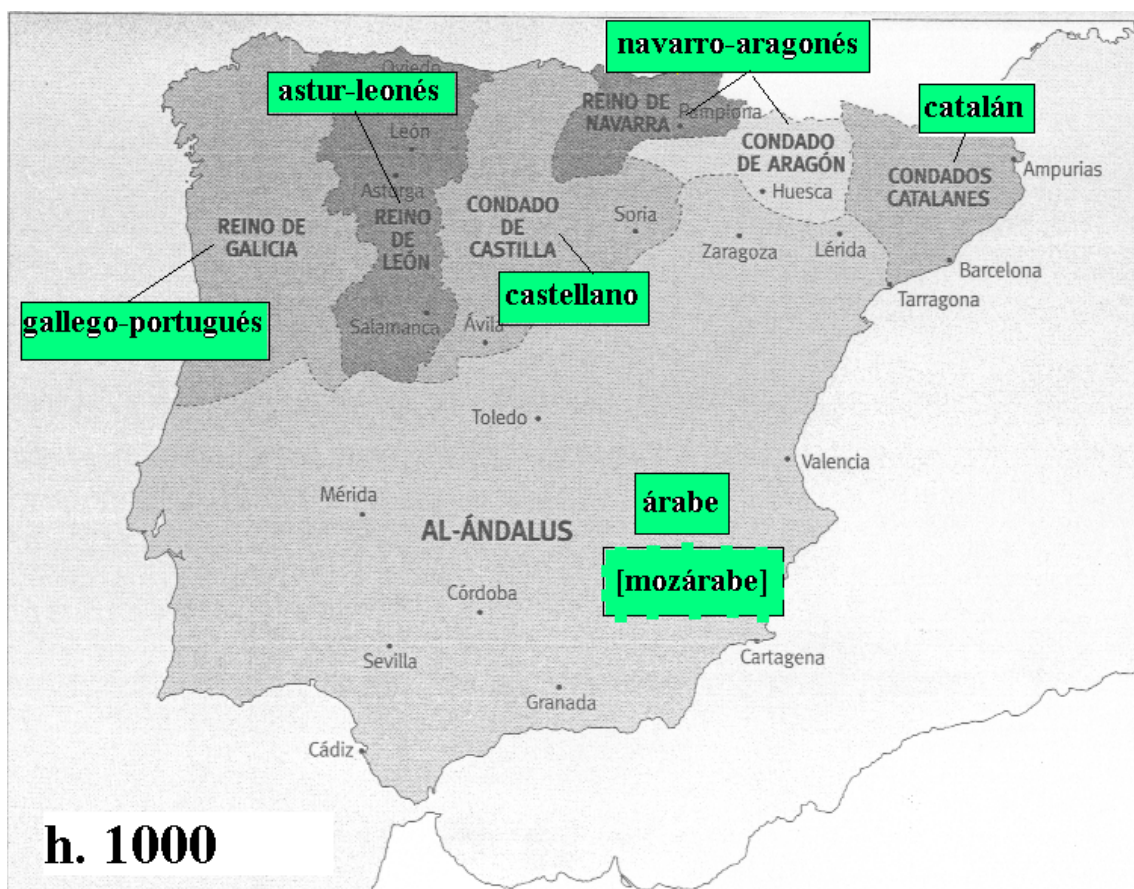 navarro-aragonés
Oviedo
astur-leonés
REINO DE
NAVARRA
Pamplona
catalán
León
CONDADO
DE ARAGÓN
Ampurias
Astorga
Huesca
CONDADOS
CATALANES
REINO DE
GALICIA
REINO
DE
LEÓN
CONDADO
DE
CASTILLA
Soria
Zaragoza
Lérida
Barcelona
castellano
Tarragona
gallego-portugués
Salamanca
Ávila
Toledo
Valencia
Mérida
árabe
AL-ÁNDALUS
[mozárabe]
Córdoba
Sevilla
Cartagena
Granada
Cádiz
h. 1000